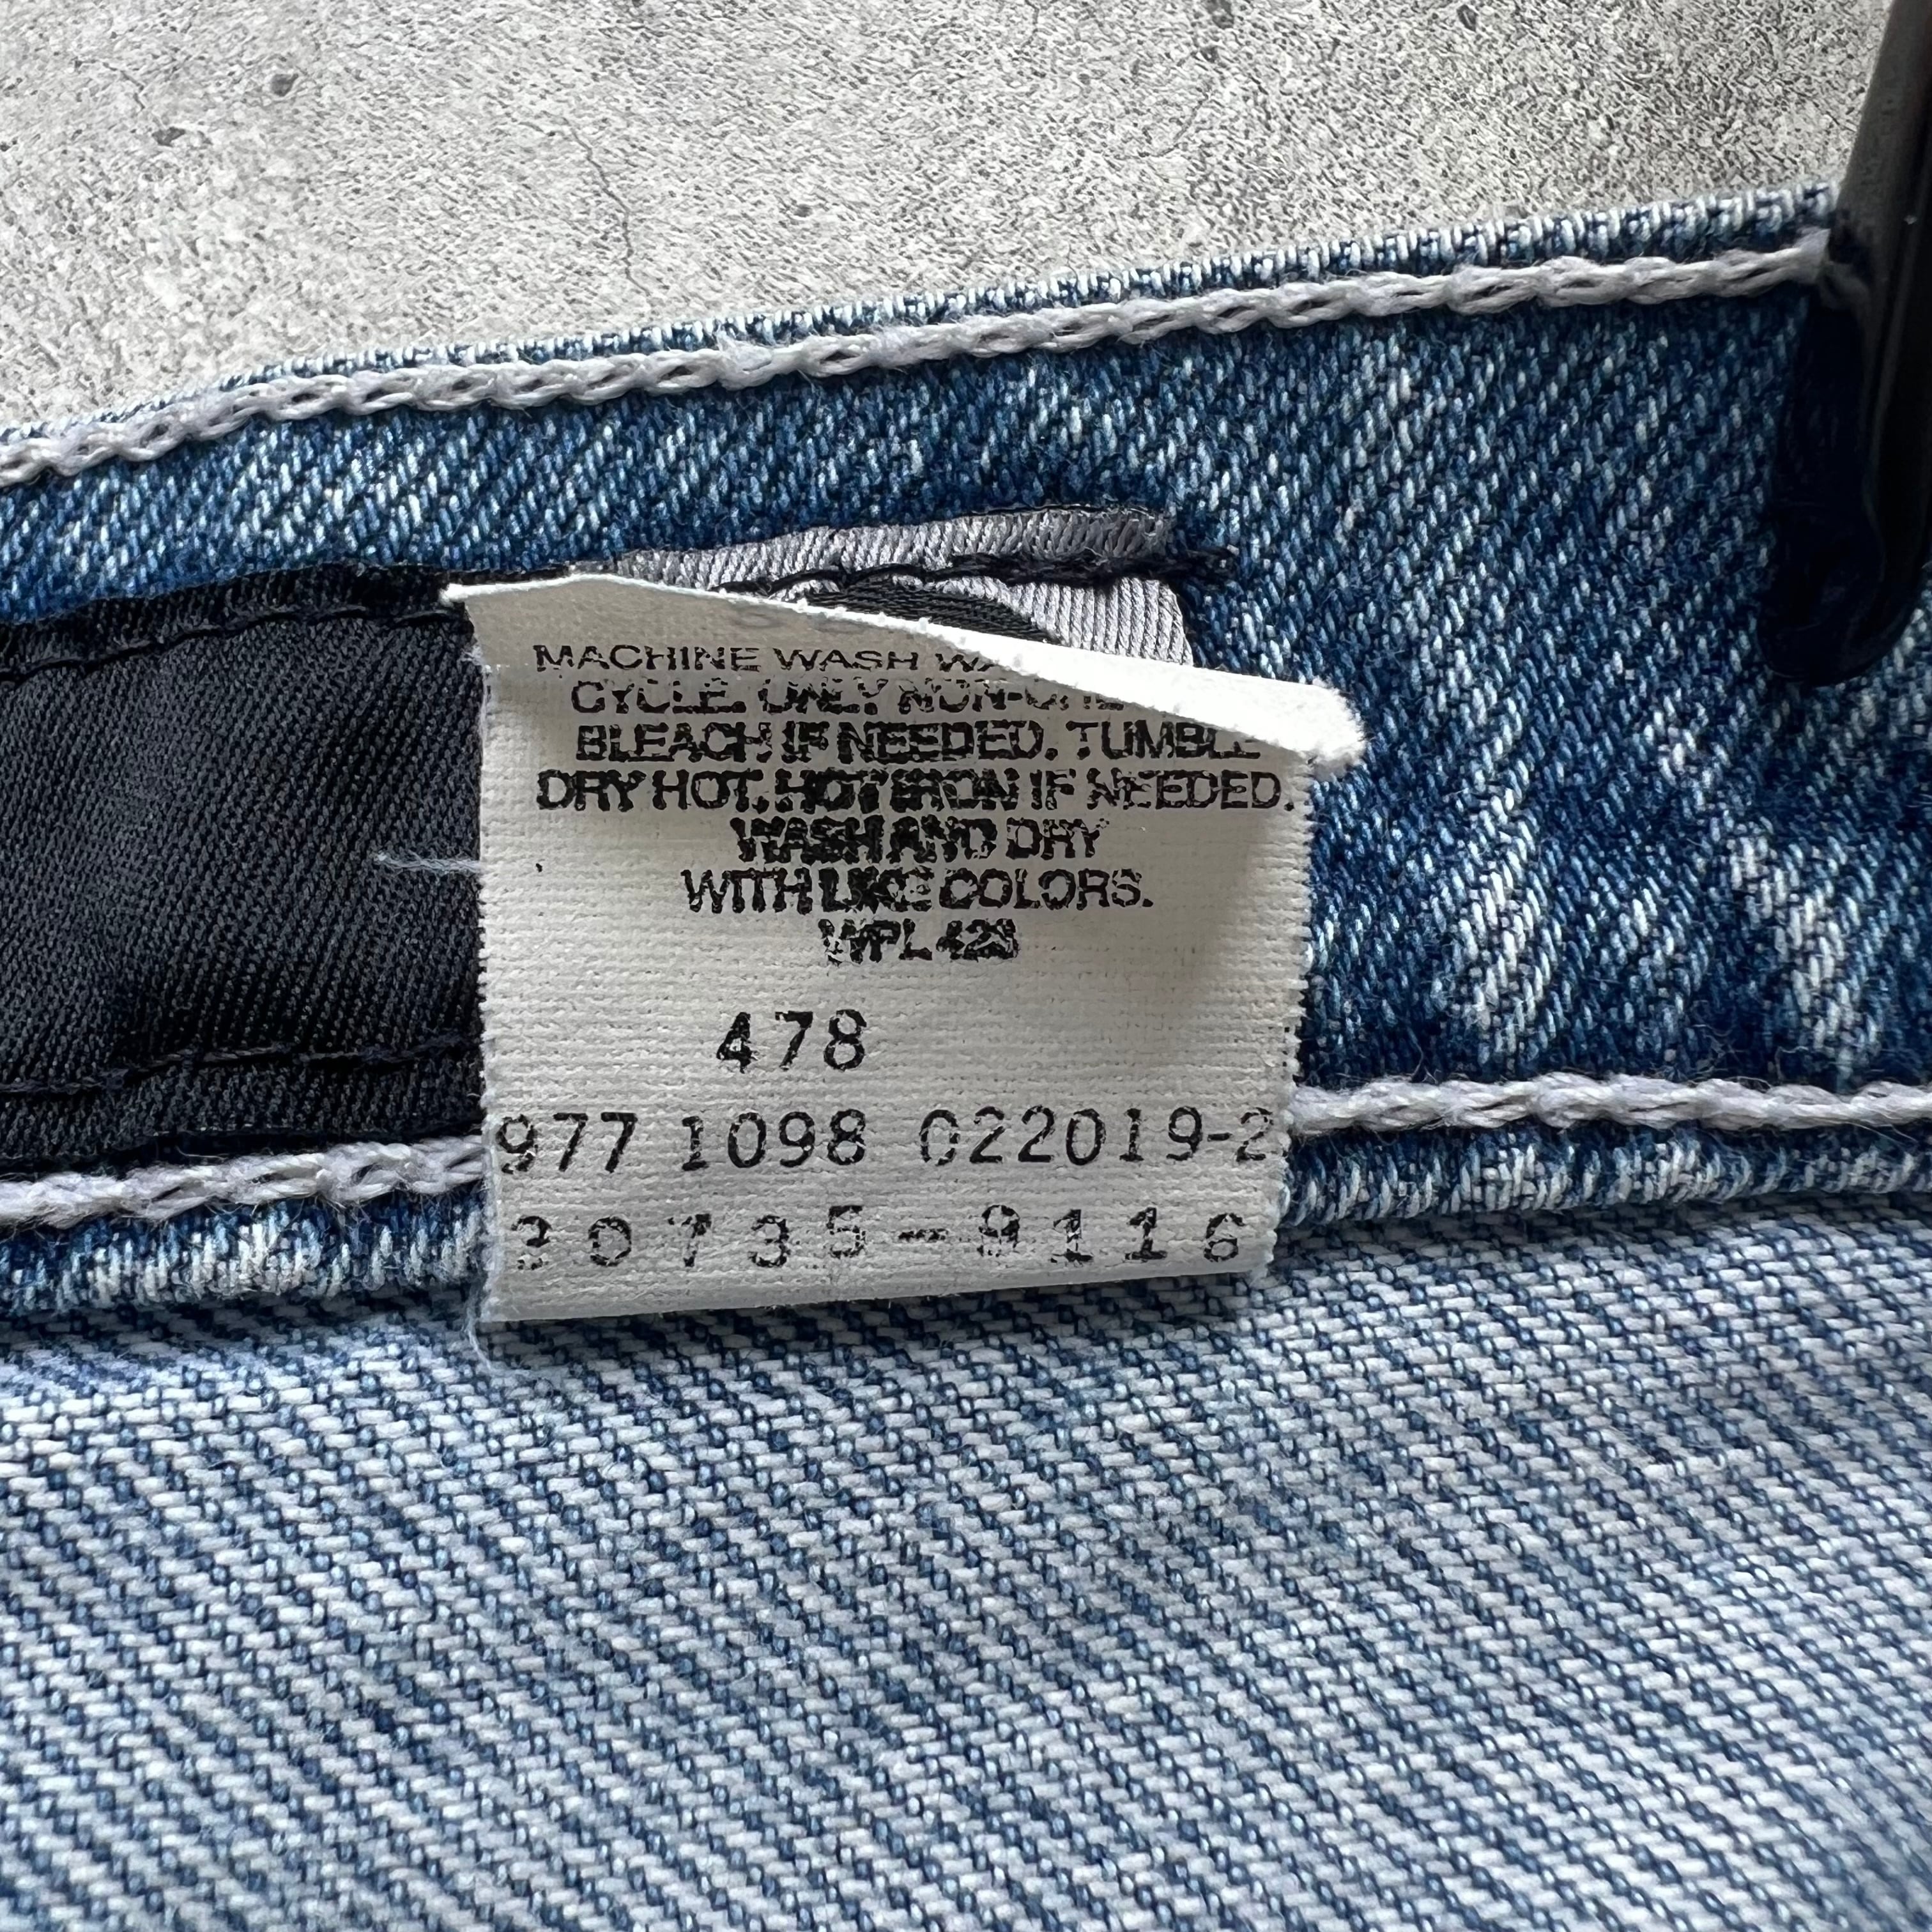 MACHINE WASH
CYCLE. ONLY NON-
BLEACH IF NEEDED. TUMBLE
DRY HOT. HOT IRON IF NEEDED.
WASH AND DRY
WITH LIKE COLORS.
WPL 423
478
977 1098 022019-2
30735-9116